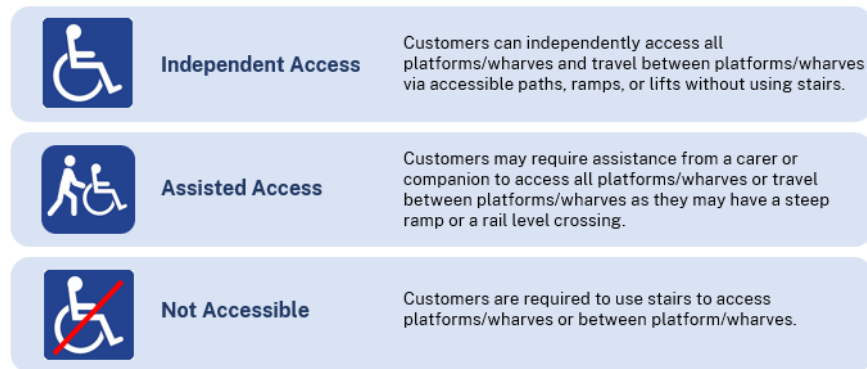 Independent Access
Customers can independently access all
platforms/wharves and travel between platforms/wharves
via accessible paths, ramps, or lifts without using stairs.
Assisted Access
Customers may require assistance from a carer or
companion to access all platforms/wharves or travel
between platforms/wharves as they may have a steep
ramp or a rail level crossing.
Not Accessible
Customers are required to use stairs to access
platforms/wharves or between platform/wharves.